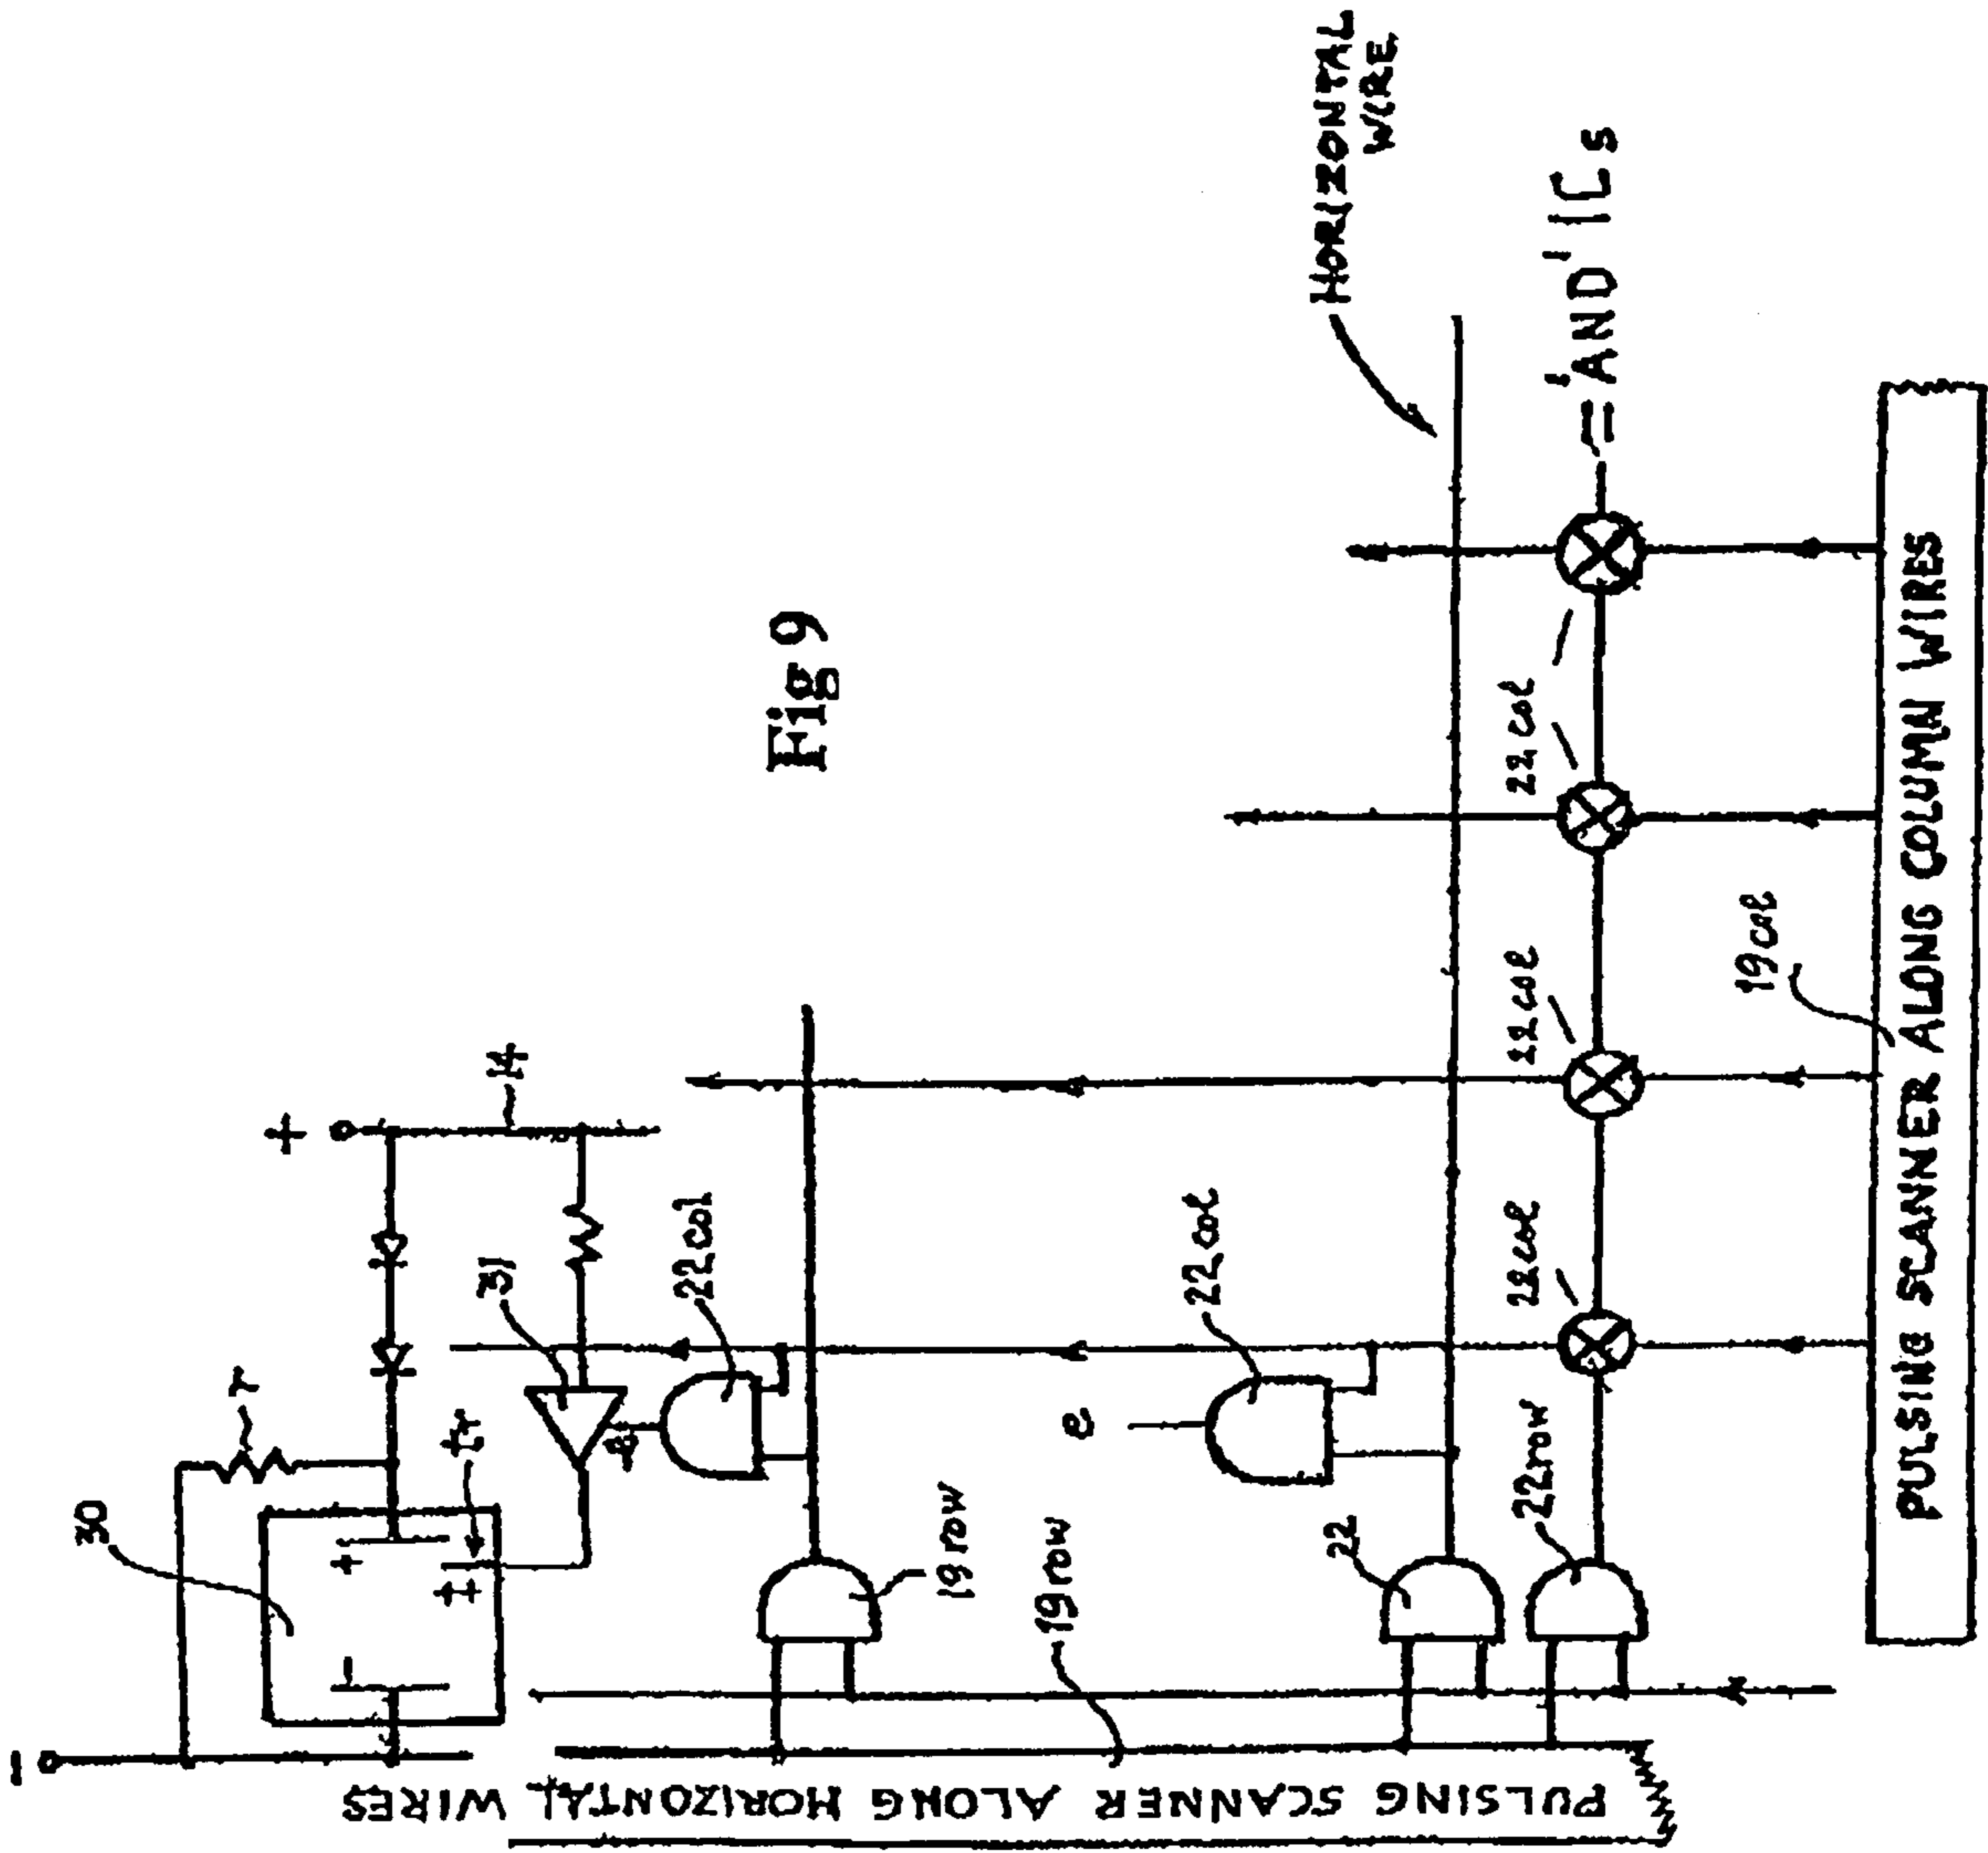 30
r
tr
+
-
+
++
-
14
31
22 col
Fig 9
19 row
e
22 col
19 row
22
22 row
22 col
22 col
22 col
HORIZONTAL
WIRE
= 'AND' ICs
19 col
PULSING SCANNER ALONG HORIZONTAL WIRES
PULSING SCANNER ALONG COLUMN WIRES